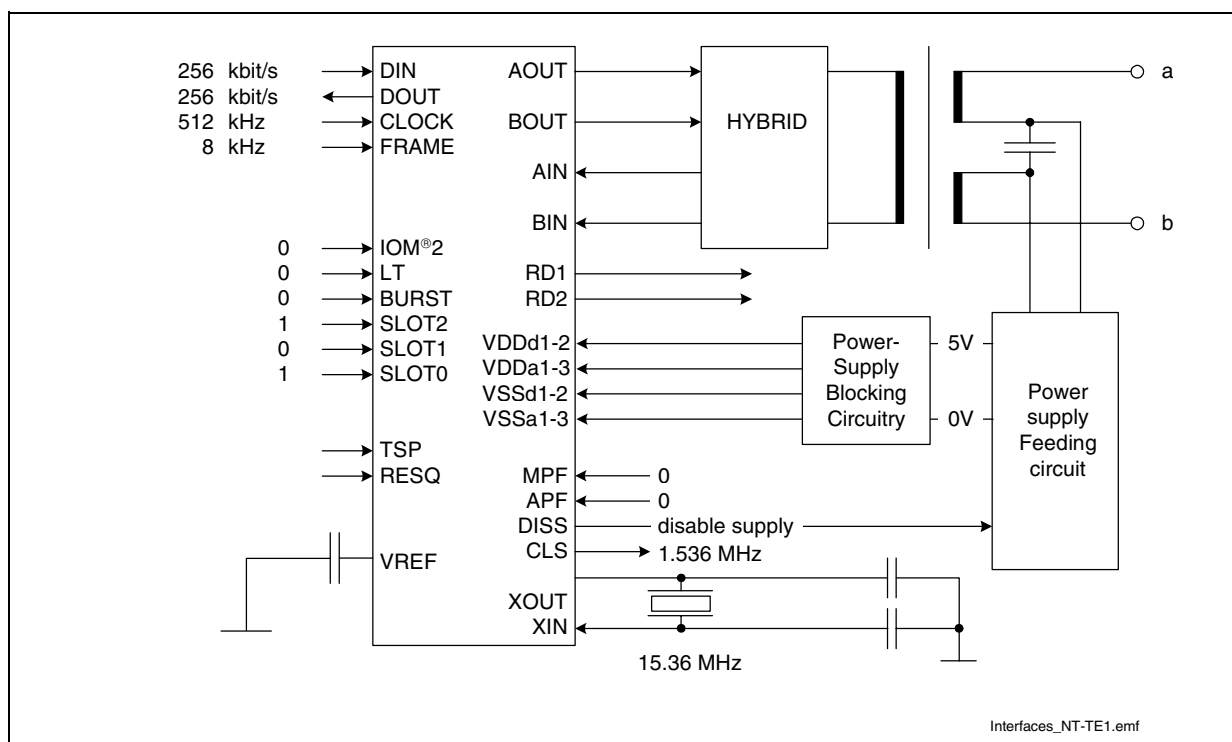 256 kbit/s DIN
256 kbit/s DOUT
512 kHz CLOCK
8 kHz FRAME
0 IOM®2
0 LT
0 BURST
1 SLOT2
0 SLOT1
1 SLOT0
TSP
RESQ
VREF
AOUT
BOUT
AIN
BIN
RD1
RD2
VDDd1-2
VDDa1-3
VSSd1-2
VSSa1-3
MPF 0
APF 0
DISS disable supply
CLS 1.536 MHz
XOUT
XIN
15.36 MHz
HYBRID
a
b
Power-
Supply
Blocking
Circuitry
5V
0V
Power
supply
Feeding
circuit
Interfaces_NT-TE1.emf